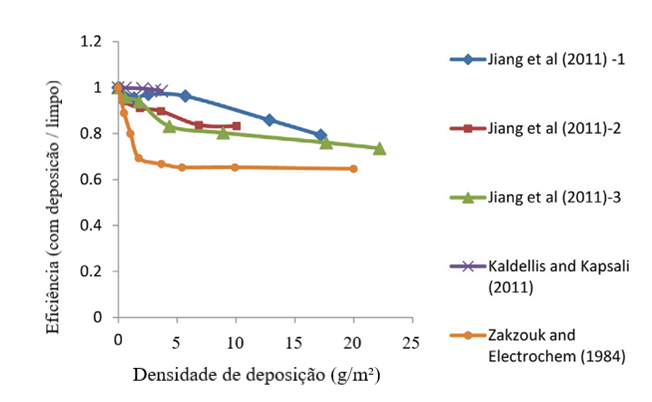 1.2
1
0.8
0.6
0.4
0.2
0
0
5
10
15
20
25
Eficiência (com deposição / limpo)
Densidade de deposição (g/m²)
Jiang et al (2011) -1
Jiang et al (2011)-2
Jiang et al (2011)-3
Kaldellis and Kapsali
(2011)
Zakzouk and
Electrochem (1984)